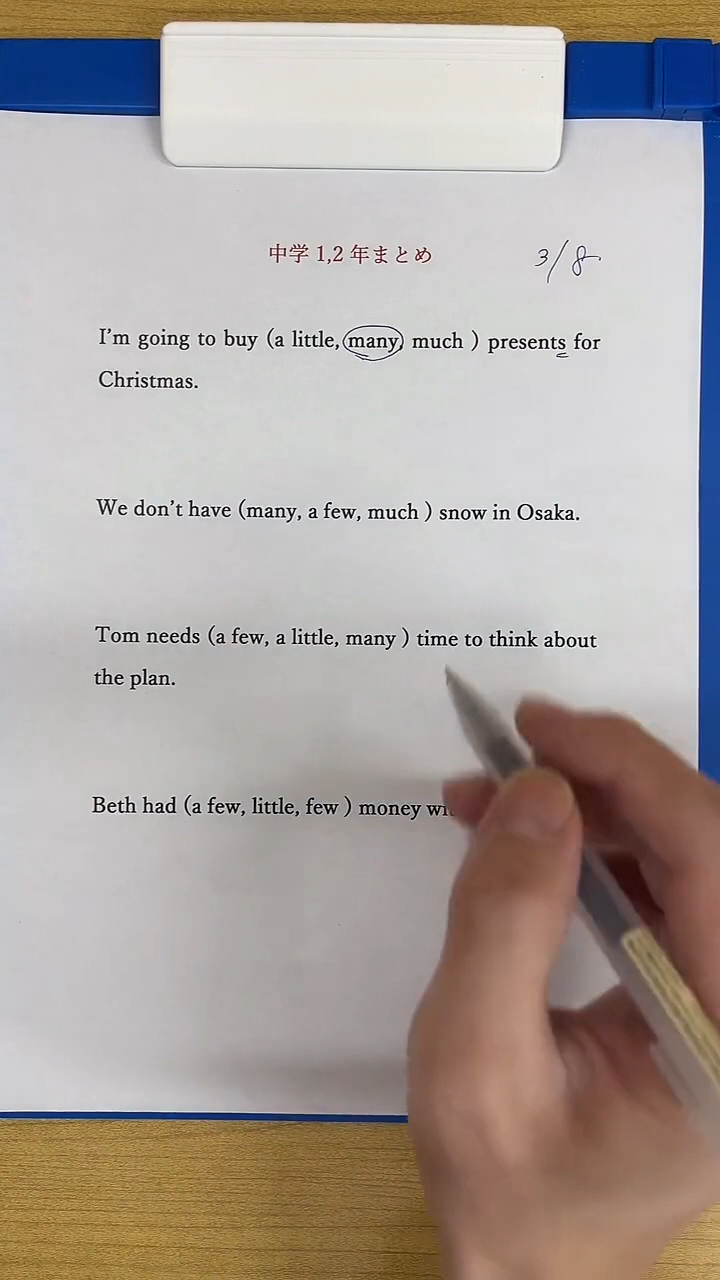 中学 1,2 年まとめ 3/8
I'm going to buy (a little, many, much ) presents for
Christmas.
We don't have (many, a few, much ) snow in Osaka.
Tom needs (a few, a little, many ) time to think about
the plan.
Beth had (a few, little, few ) money